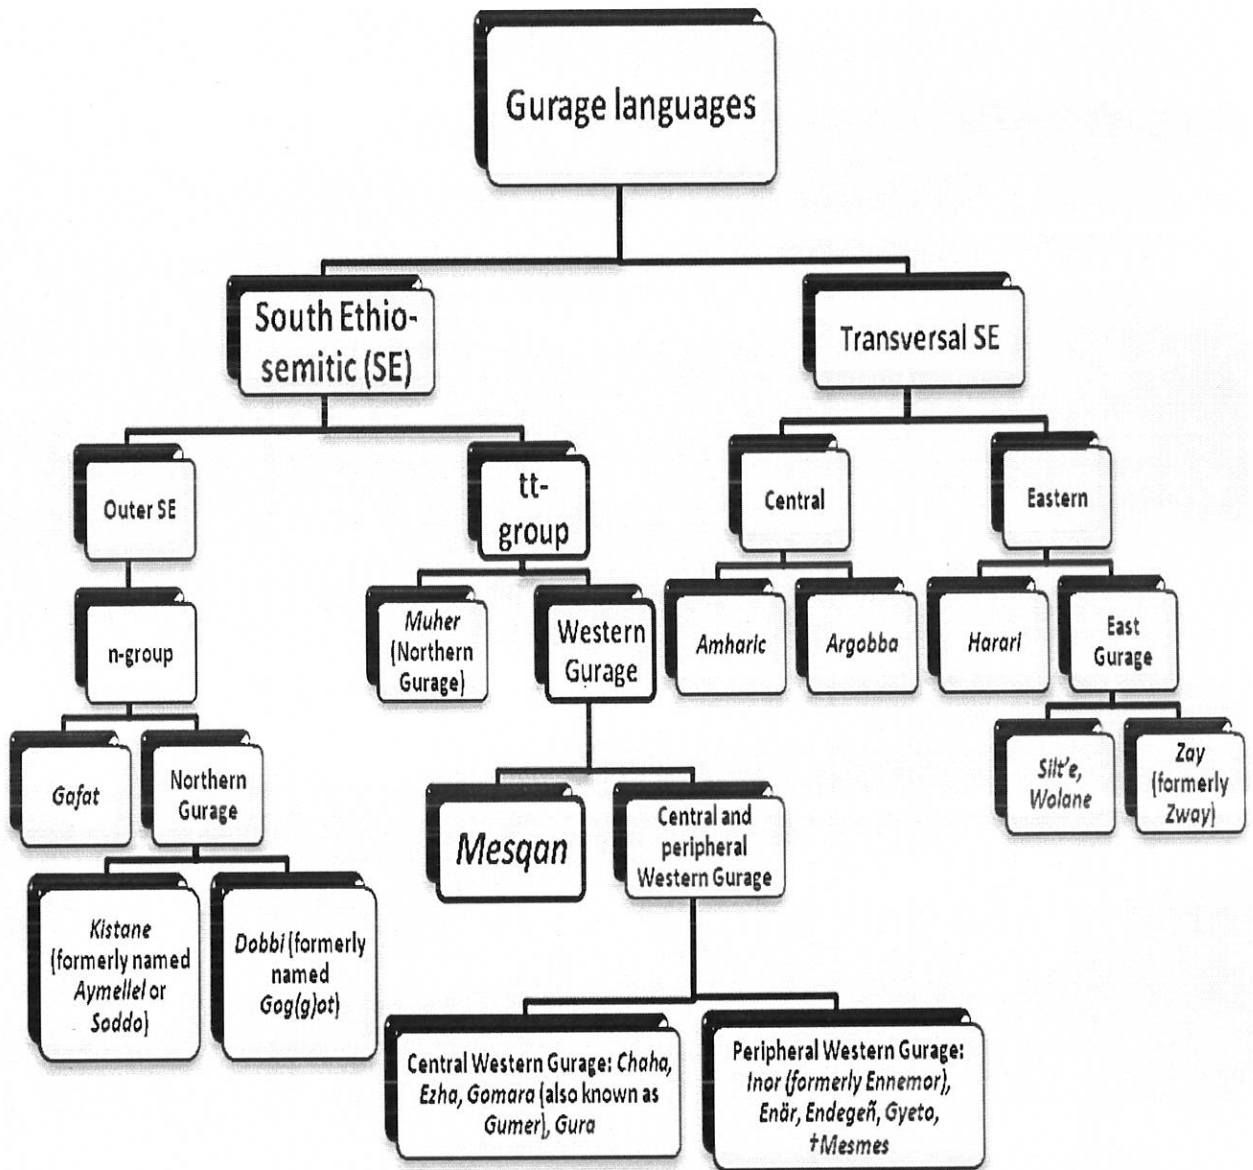 Gurage languages
South Ethio-
semitic (SE)
Transversal SE
Outer SE
tt-
group
Central
Eastern
n-group
Muher
(Northern
Gurage)
Western
Gurage
Amharic
Argobba
Harari
East
Gurage
Gafat
Northern
Gurage
Mesqan
Central and
peripheral
Western Gurage
Silt'e,
Wolane
Zay
(formerly
Zway)
Kistane
(formerly named
Aymellel or
Soddo)
Dobbi (formerly
named
Gog(g)ot)
Central Western Gurage: Chaha,
Ezha, Gomara (also known as
Gumer), Gura
Peripheral Western Gurage:
Inor (formerly Ennemor),
Enär, Endegeñ, Gyeto,
†Mesmes